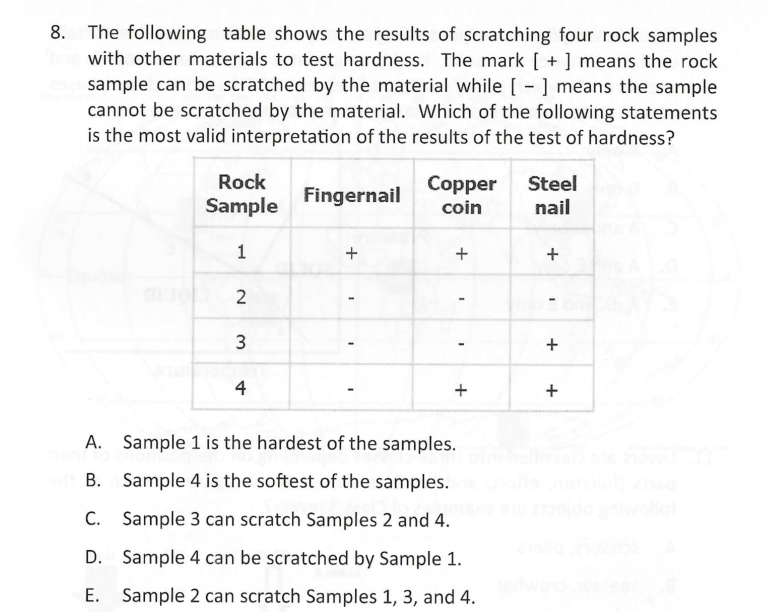 8. The following table shows the results of scratching four rock samples
with other materials to test hardness. The mark [ + ] means the rock
sample can be scratched by the material while [ – ] means the sample
cannot be scratched by the material. Which of the following statements
is the most valid interpretation of the results of the test of hardness?
Rock Sample Fingernail Copper coin Steel nail
1 + + +
2 - - -
3 - - +
4 - + +
A. Sample 1 is the hardest of the samples.
B. Sample 4 is the softest of the samples.
C. Sample 3 can scratch Samples 2 and 4.
D. Sample 4 can be scratched by Sample 1.
E. Sample 2 can scratch Samples 1, 3, and 4.